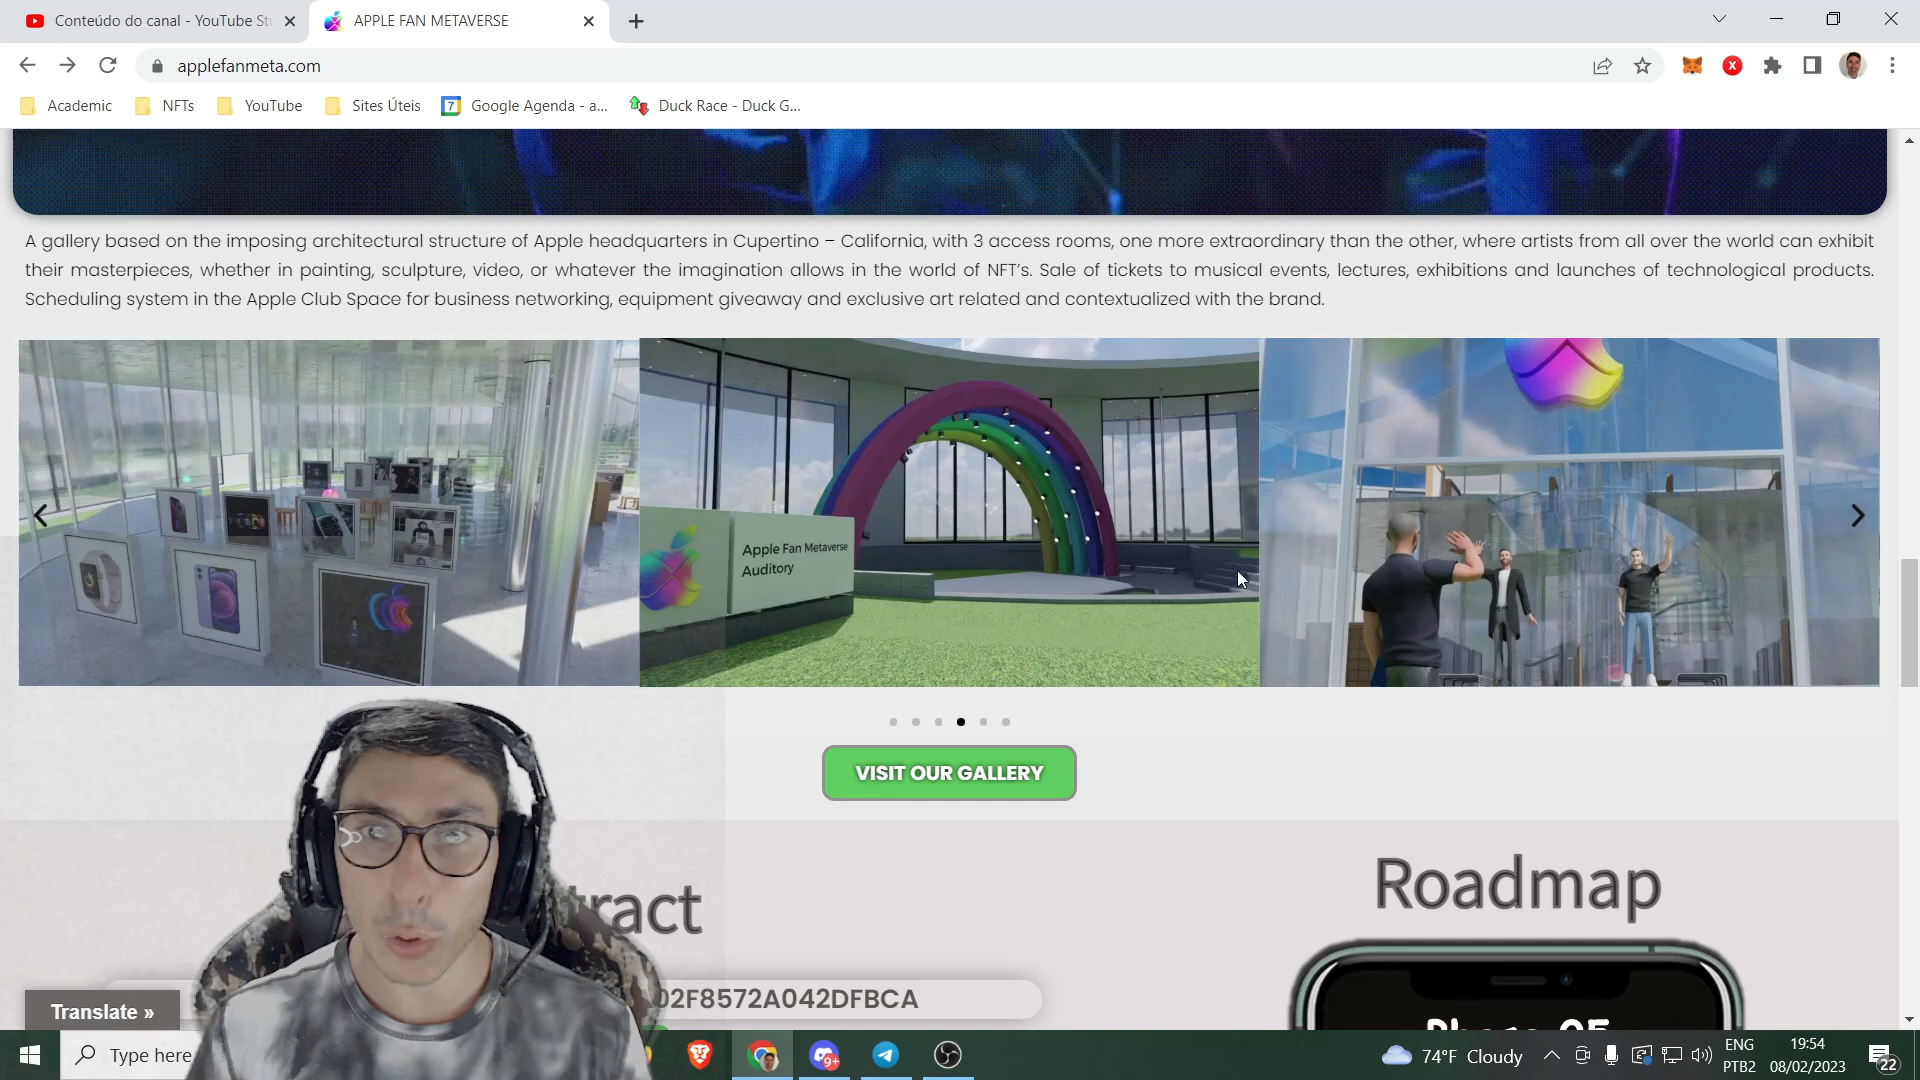 Conteúdo do canal - YouTube St
APPLE FAN METAVERSE
applefanmeta.com
Academic
NFTs
YouTube
Sites Úteis
7
Google Agenda - a...
Duck Race - Duck G...
A gallery based on the imposing architectural structure of Apple headquarters in Cupertino – California, with 3 access rooms, one more extraordinary than the other, where artists from all over the world can exhibit
their masterpieces, whether in painting, sculpture, video, or whatever the imagination allows in the world of NFT's. Sale of tickets to musical events, lectures, exhibitions and launches of technological products.
Scheduling system in the Apple Club Space for business networking, equipment giveaway and exclusive art related and contextualized with the brand.
Apple Fan Metaverse
Auditory
VISIT OUR GALLERY
tract
Roadmap
02F8572A042DFBCA
Translate »
Type here
9+
74°F Cloudy
ENG
PTB2
19:54
08/02/2023
22